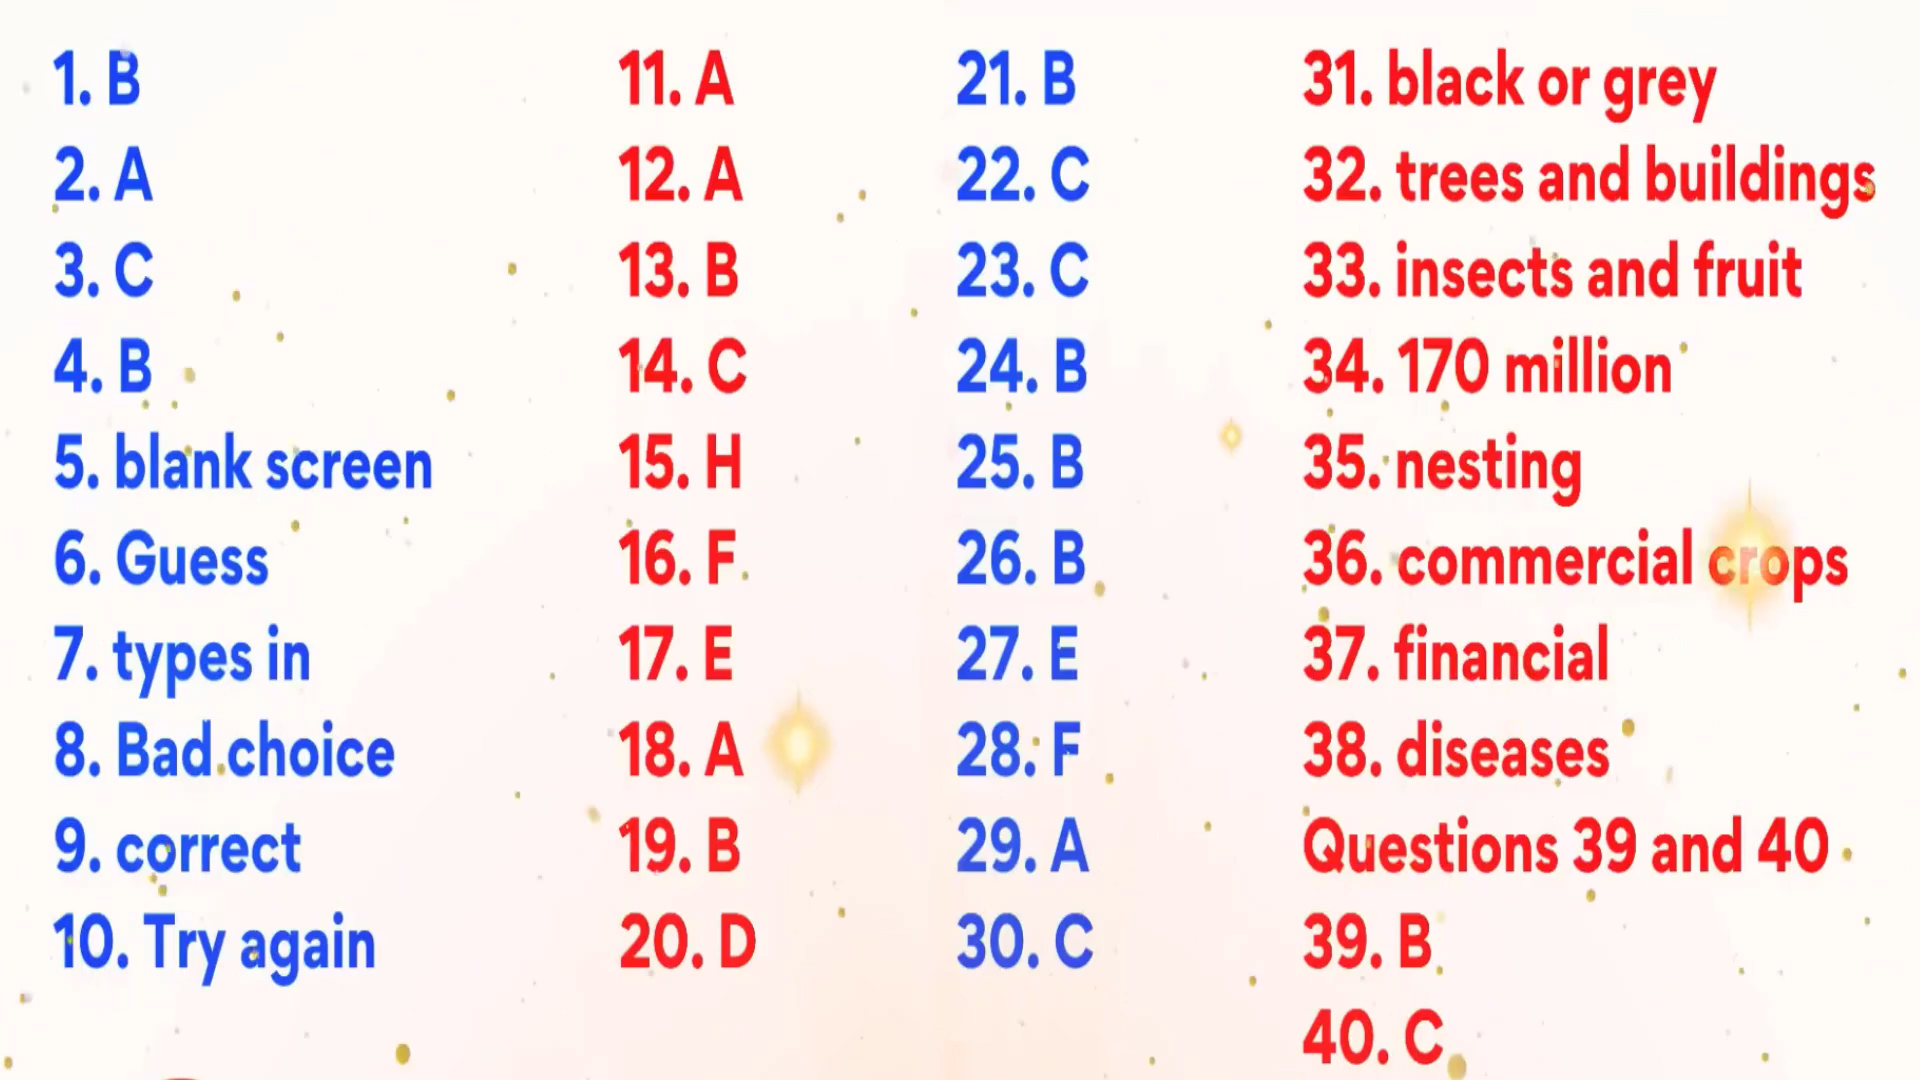 1. B
2. A
3. C
4. B
5. blank screen
6. Guess
7. types in
8. Bad choice
9. correct
10. Try again
11. A
12. A
13. B
14. C
15. H
16. F
17. E
18. A
19. B
20. D
21. B
22. C
23. C
24. B
25. B
26. B
27. E
28. F
29. A
30. C
31. black or grey
32. trees and buildings
33. insects and fruit
34. 170 million
35. nesting
36. commercial crops
37. financial
38. diseases
Questions 39 and 40
39. B
40. C